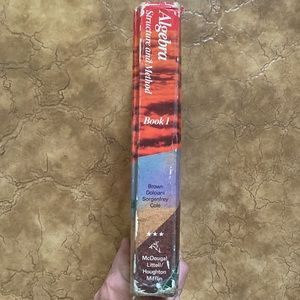 Algebra
Structure and Method
Book 1
Brown
Dolciani
Sorgenfrey
Cole
McDougal
Littell/
Houghton
Mifflin